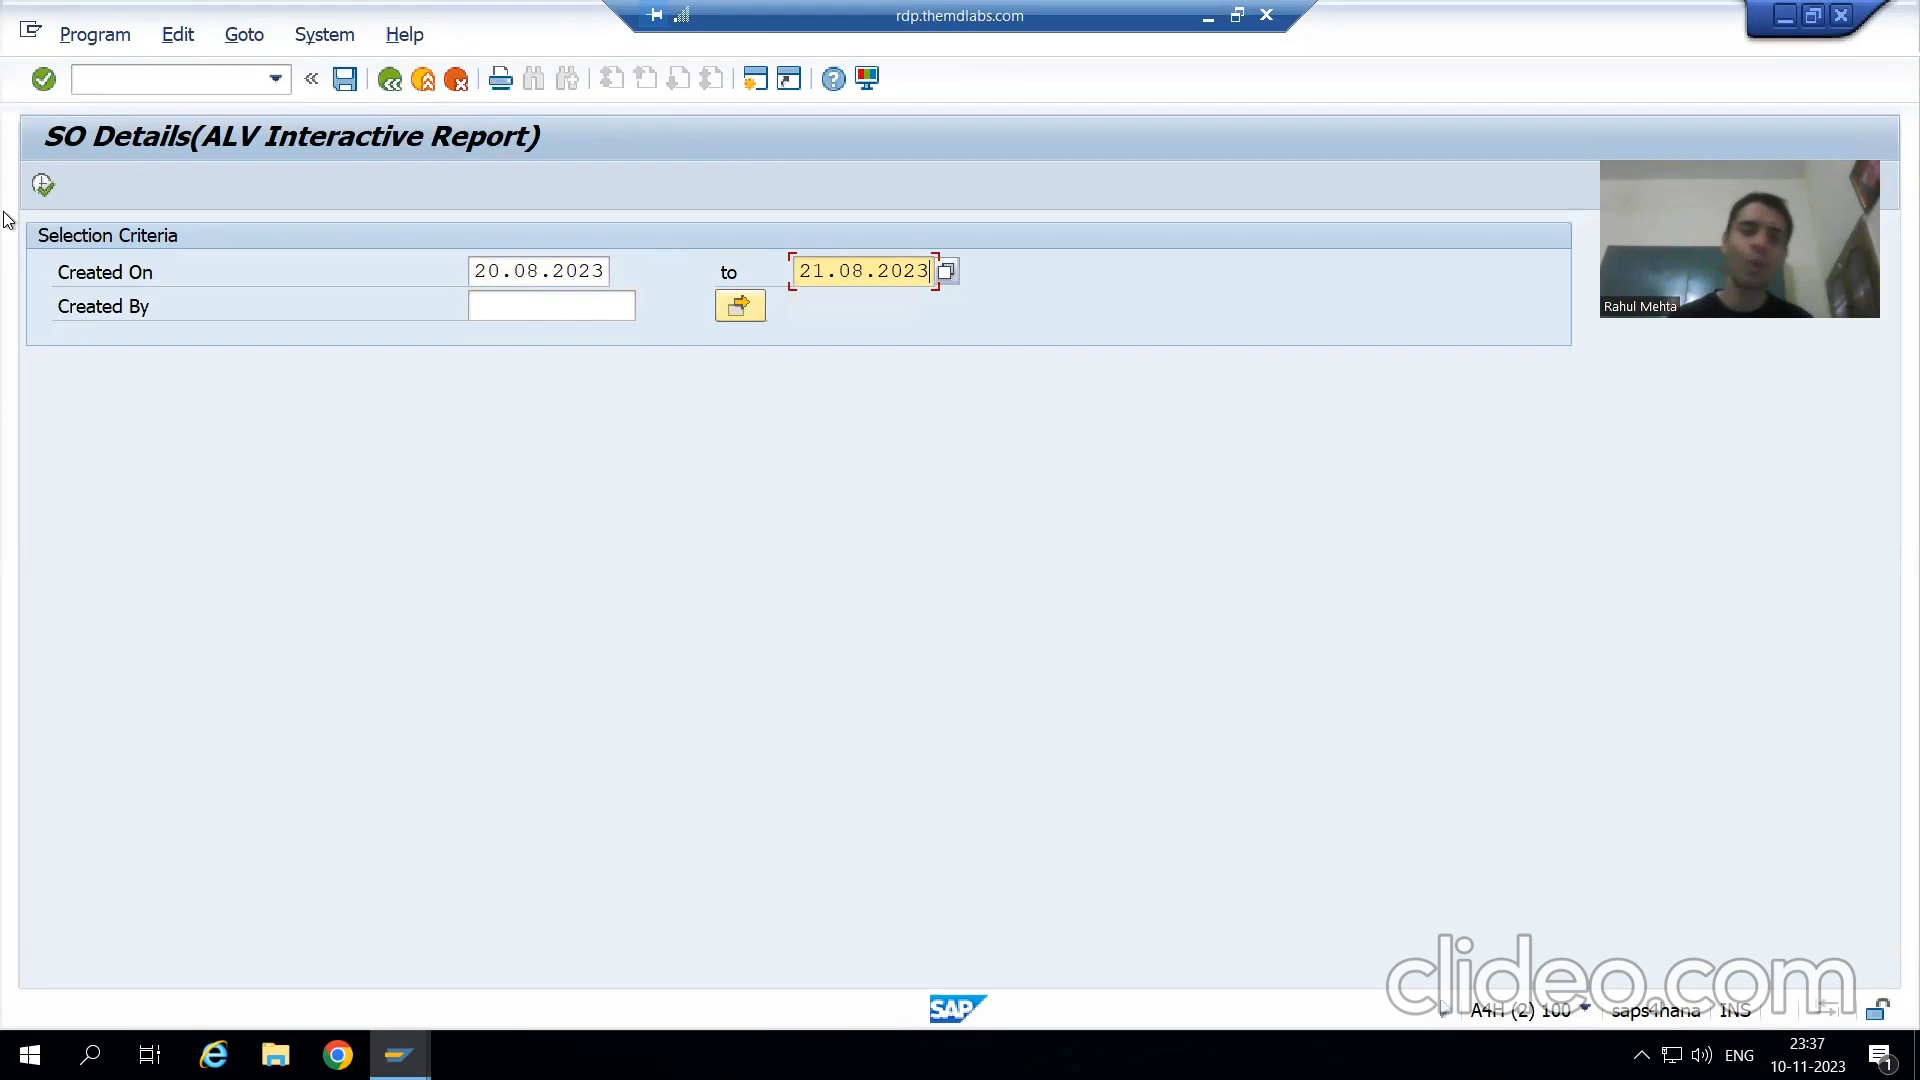 rdp.themdlabs.com
Program Edit Goto System Help
SO Details(ALV Interactive Report)
Selection Criteria
Created On 20.08.2023 to 21.08.2023
Created By
Rahul Mehta
clideo.com
SAP
A4H (2) 100 saps4hana INS
ENG
23:37
10-11-2023
1